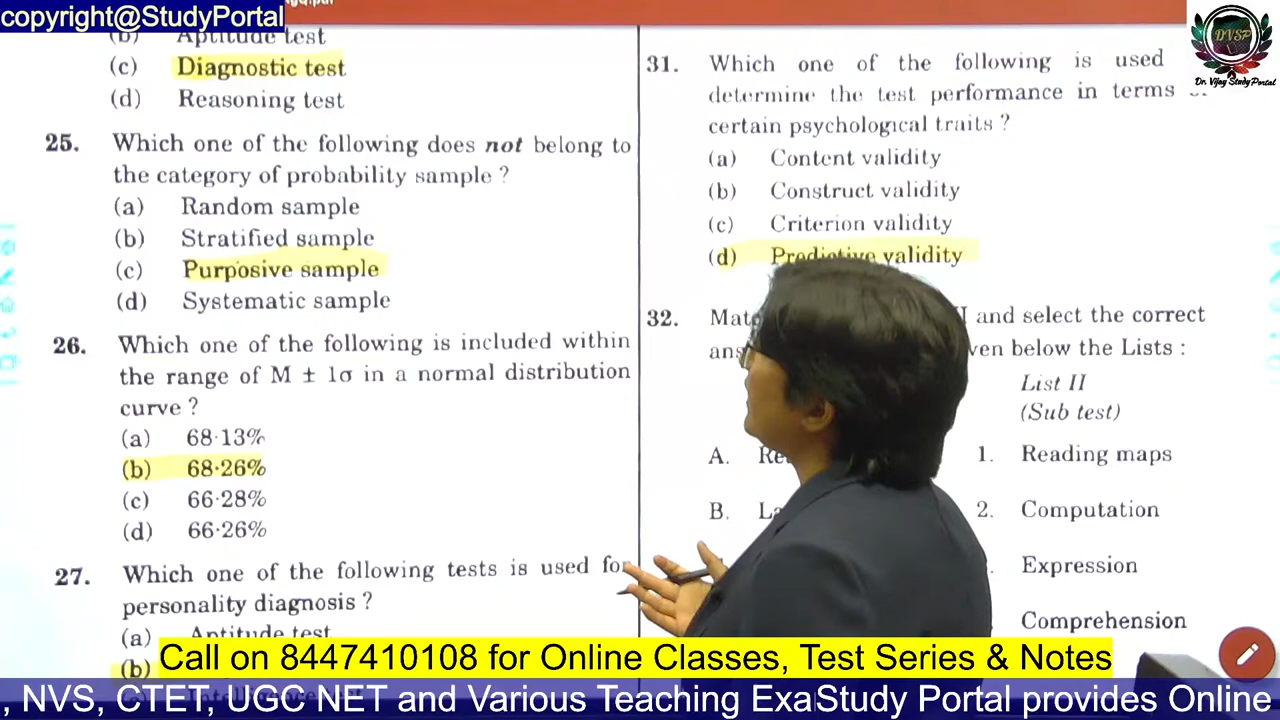 copyright@StudyPortal
(b) Aptitude test
(c) Diagnostic test
(d) Reasoning test
25. Which one of the following does not belong to
the category of probability sample ?
(a) Random sample
(b) Stratified sample
(c) Purposive sample
(d) Systematic sample
26. Which one of the following is included within
the range of M ± 1σ in a normal distribution
curve ?
(a) 68·13%
(b) 68·26%
(c) 66·28%
(d) 66·26%
27. Which one of the following tests is used for
personality diagnosis ?
(a) Aptitude test
(b)
31. Which one of the following is used
determine the test performance in terms
certain psychological traits ?
(a) Content validity
(b) Construct validity
(c) Criterion validity
(d) Predictive validity
32. and select the correct
below the Lists :
List II
(Sub test)
A. 1. Reading maps
B. 2. Computation
Expression
Comprehension
DVSP
Dr. Vijay StudyPortal
Call on 8447410108 for Online Classes, Test Series & Notes
, NVS, CTET, UGC NET and Various Teaching Exa Study Portal provides Online